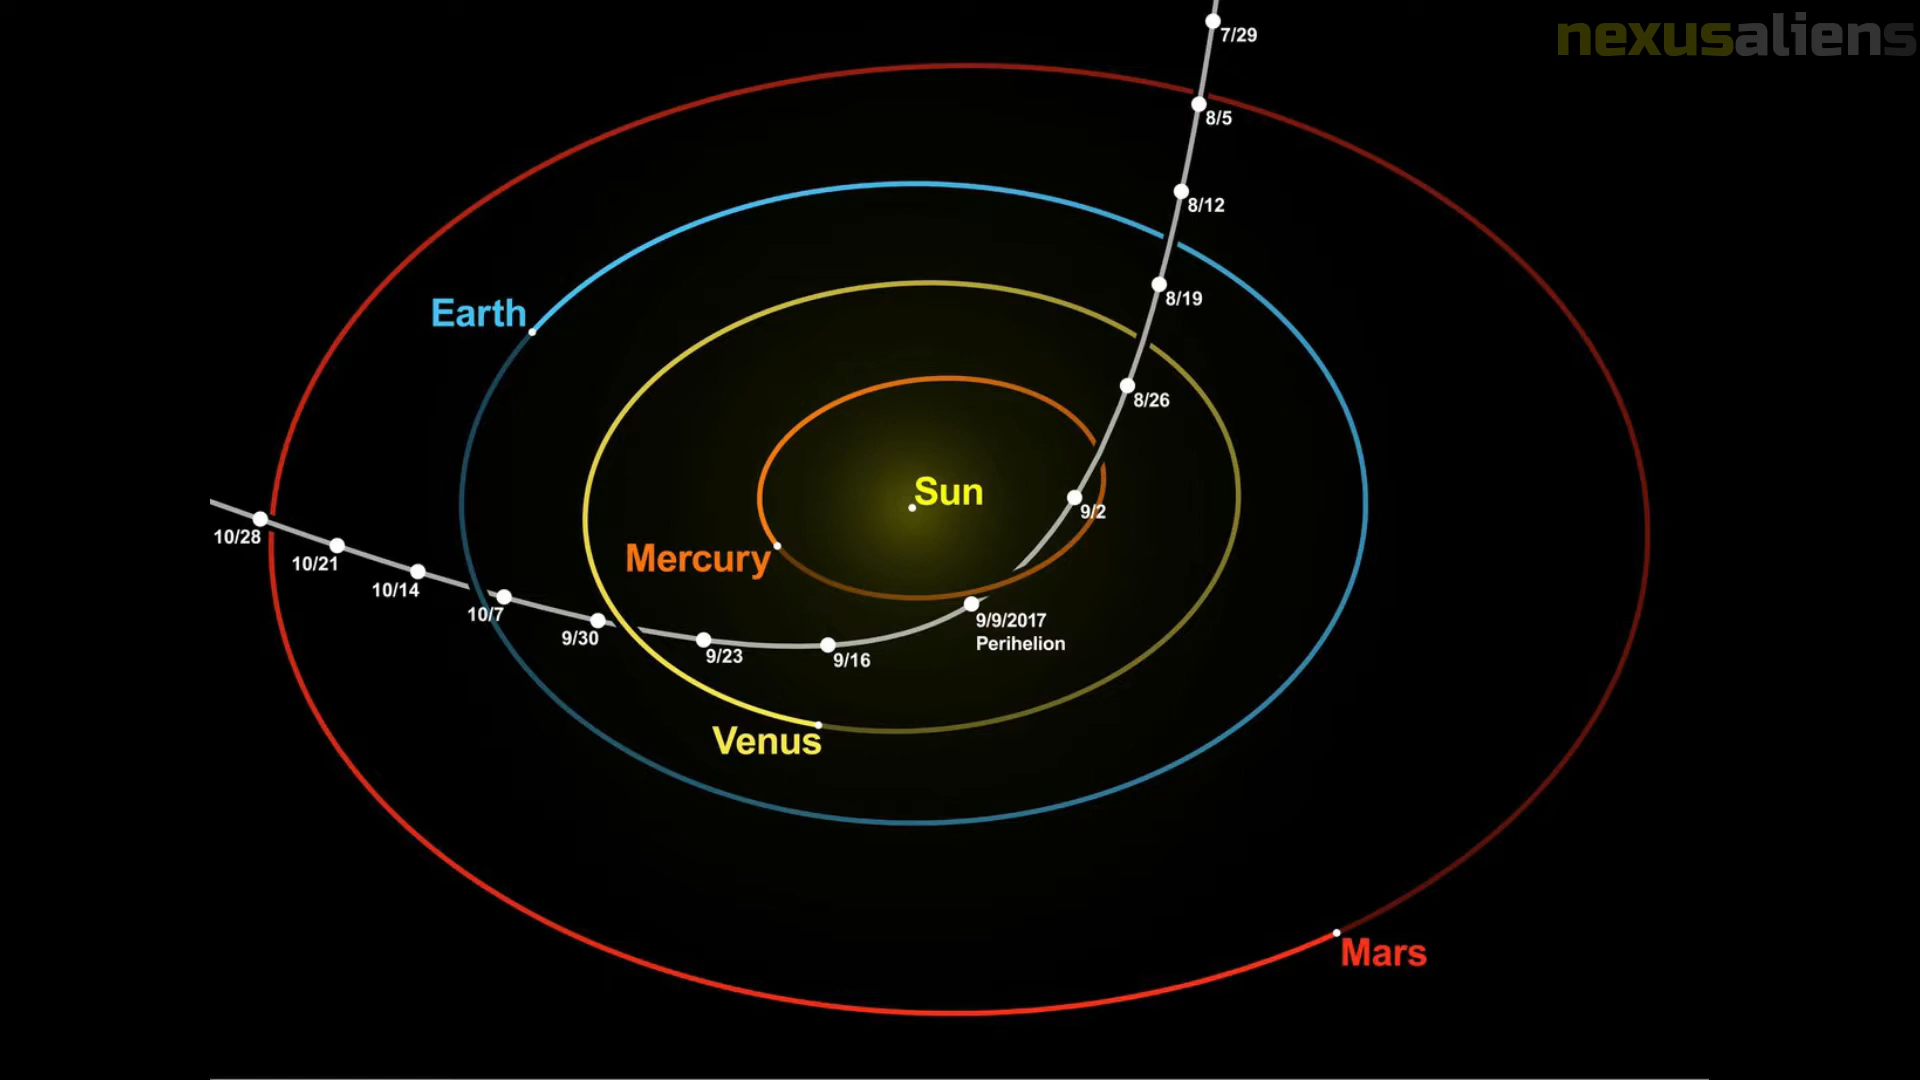 nexusaliens
7/29
8/5
8/12
8/19
Earth
8/26
Sun
9/2
10/28
Mercury
10/21
10/14
10/7
9/9/2017
Perihelion
9/30
9/23
9/16
Venus
Mars